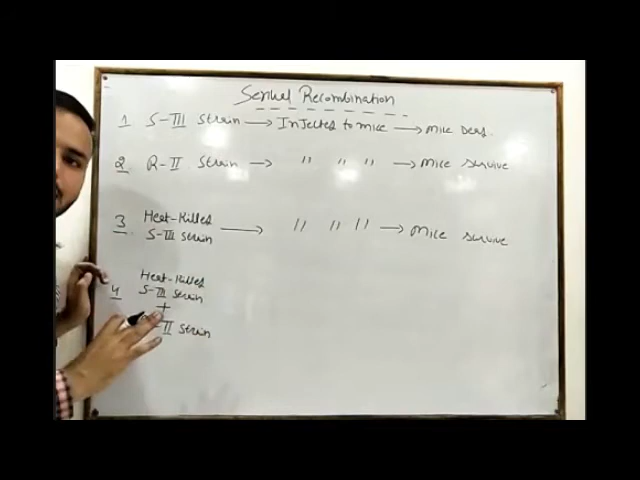 Sexual Recombination
1 S-III Strain → Injected to mice → Mice Dead.
2 R-II Strain → " " " → Mice Survive
3. Heat-Killed
S-III Strain → " " " → Mice Survive
4 Heat-Killed
S-III Strain
+
II Strain